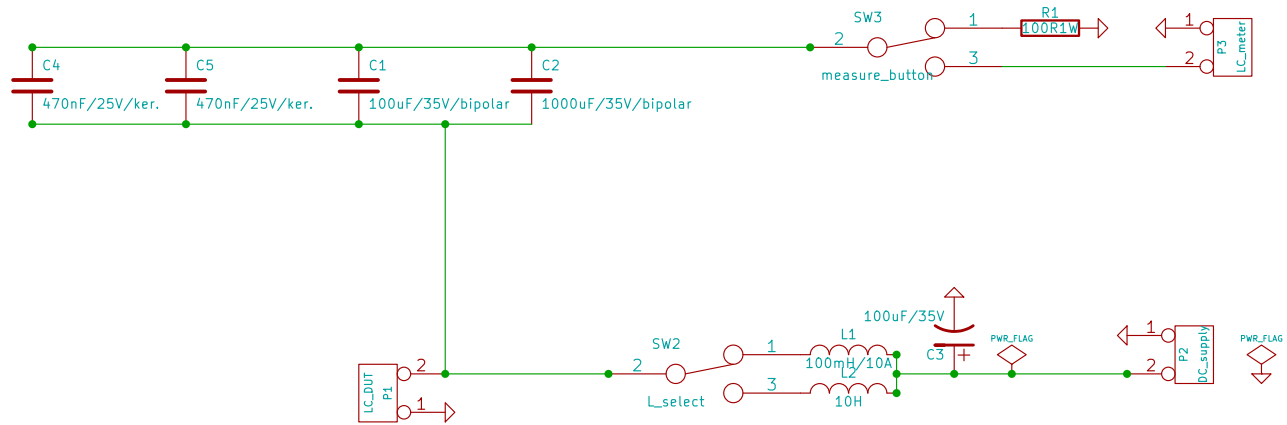 SW3
1
R1
100R1W
1
P3
LC_meter
2
2
3
measure_button
C4
470nF/25V/ker.
C5
470nF/25V/ker.
C1
100uF/35V/bipolar
C2
1000uF/35V/bipolar
100uF/35V
C3
PWR_FLAG
1
P2
DC_supply
2
PWR_FLAG
SW2
2
1
3
L_select
L1
100mH/10A
L2
10H
LC_DUT
P1
2
1